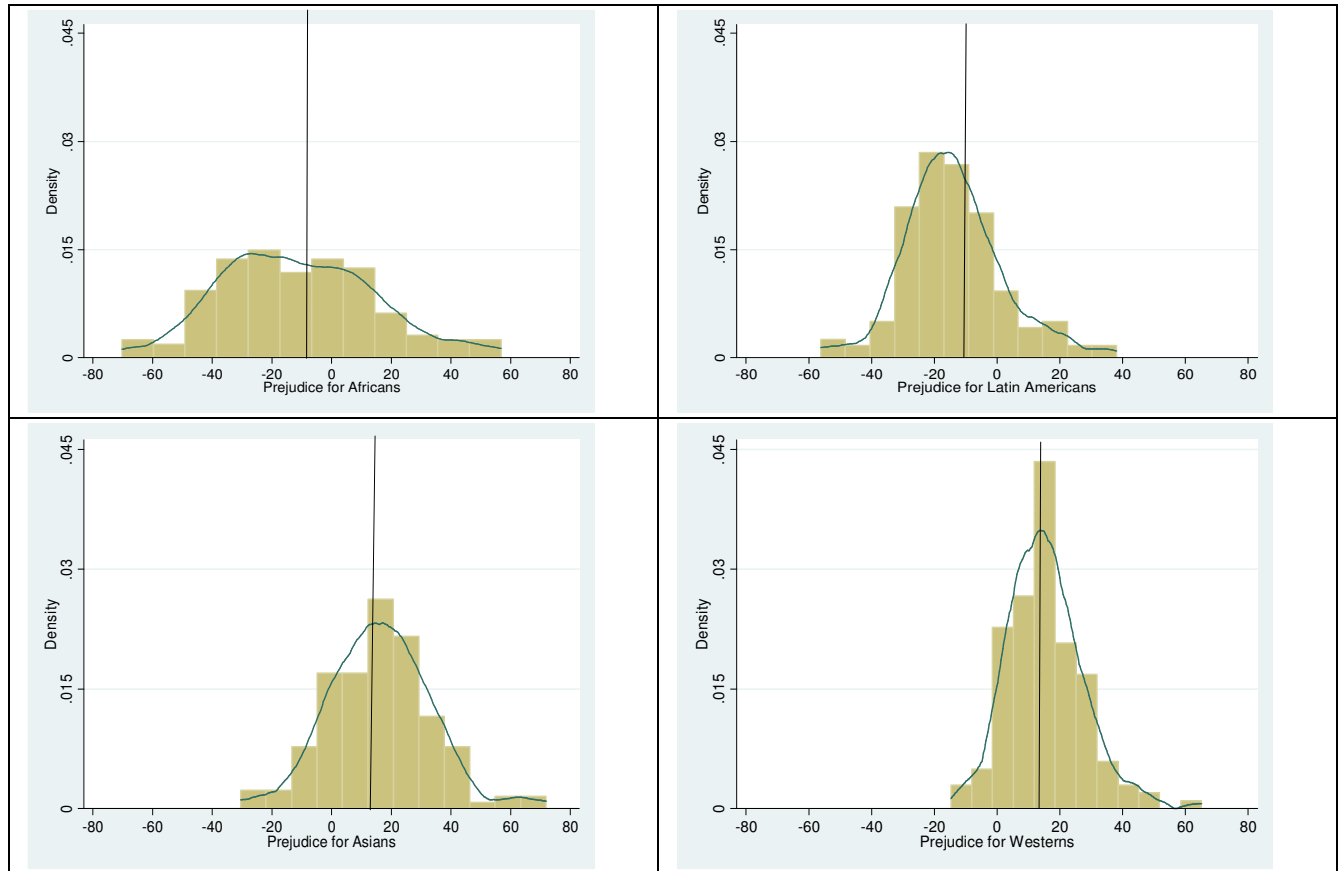 .045
.03
.015
0
Density
-80 -60 -40 -20 0 20 40 60 80
Prejudice for Africans
.045
.03
.015
0
Density
-80 -60 -40 -20 0 20 40 60 80
Prejudice for Latin Americans
.045
.03
.015
0
Density
-80 -60 -40 -20 0 20 40 60 80
Prejudice for Asians
.045
.03
.015
0
Density
-80 -60 -40 -20 0 20 40 60 80
Prejudice for Westerns